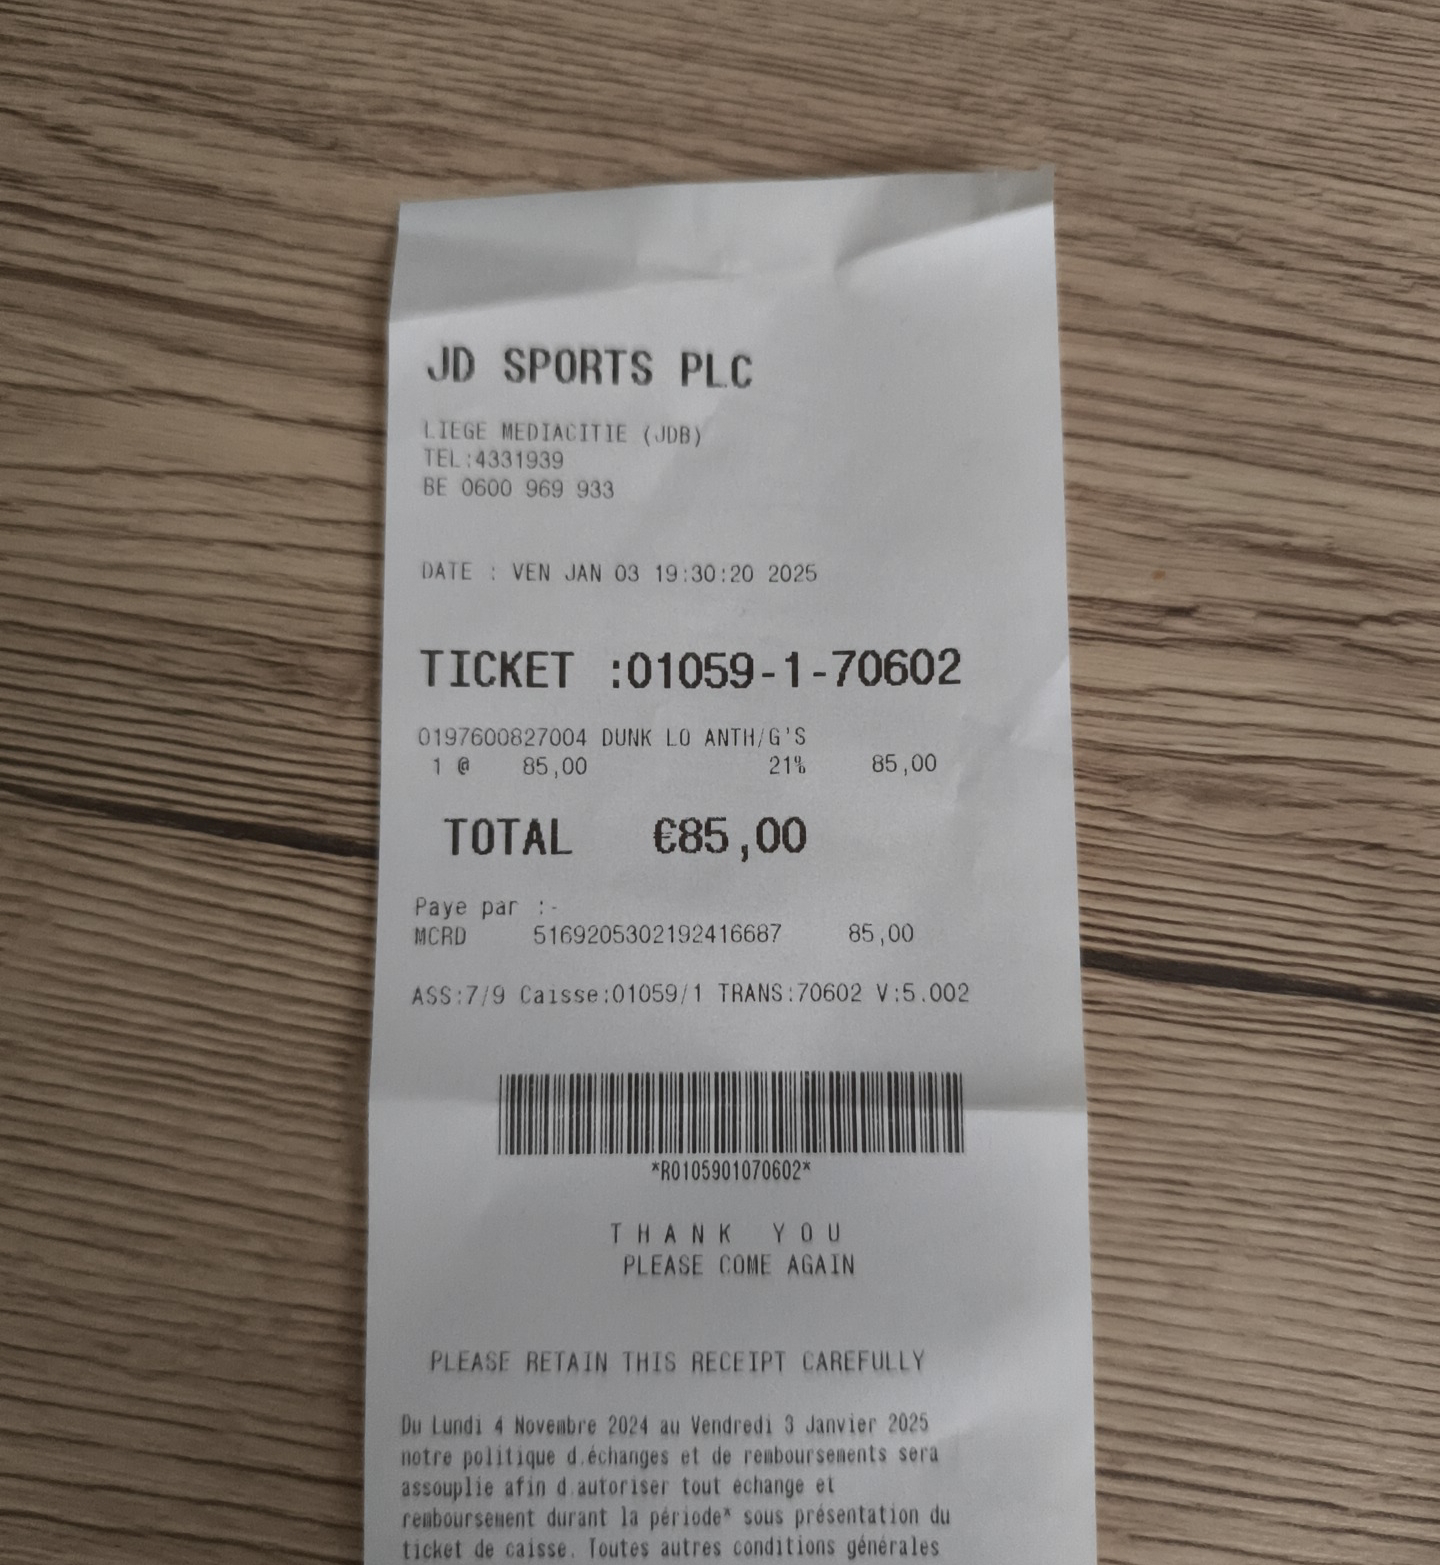 JD SPORTS PLC
LIEGE MEDIACITIE (JDB)
TEL:4331939
BE 0600 969 933
DATE : VEN JAN 03 19:30:20 2025
TICKET :01059-1-70602
0197600827004 DUNK LO ANTH/G'S
1 @ 85,00 21% 85,00
TOTAL €85,00
Paye par :-
MCRD 5169205302192416687 85,00
ASS:7/9 Caisse:01059/1 TRANS:70602 V:5.002
*R0105901070602*
THANK YOU
PLEASE COME AGAIN
PLEASE RETAIN THIS RECEIPT CAREFULLY
Du Lundi 4 Novembre 2024 au Vendredi 3 Janvier 2025
notre politique d.échanges et de remboursements sera
assouplie afin d.autoriser tout échange et
remboursement durant la période* sous présentation du
ticket de caisse. Toutes autres conditions générales